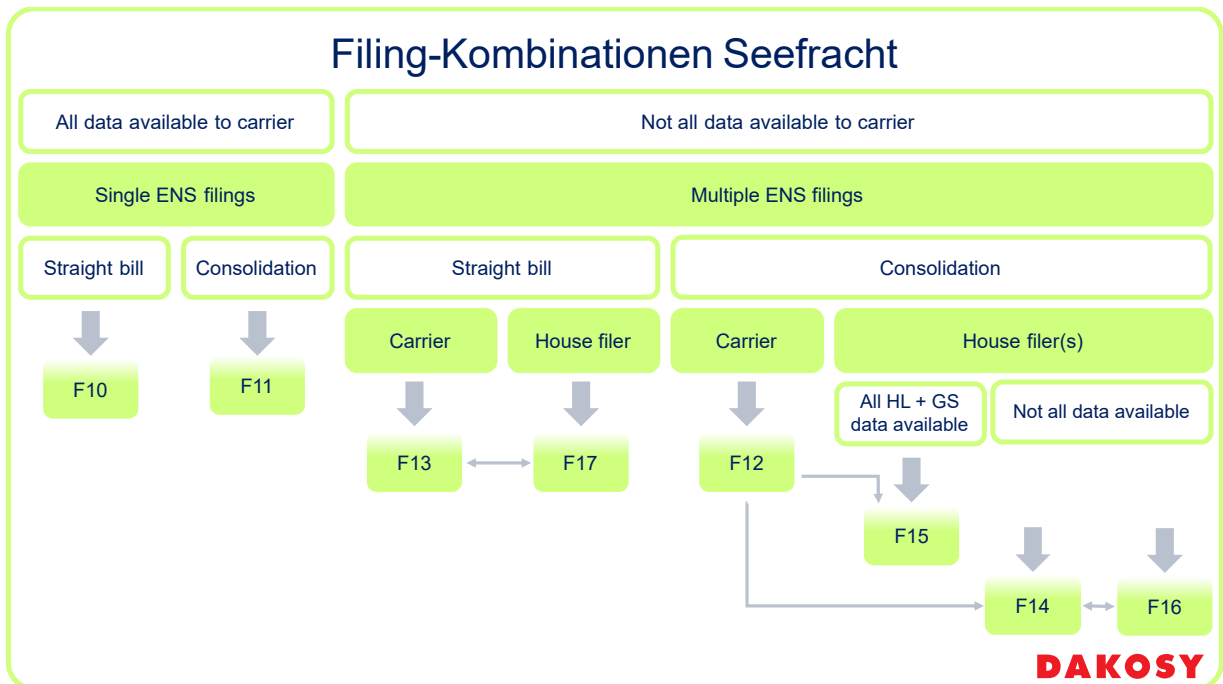 Filing-Kombinationen Seefracht
All data available to carrier
Not all data available to carrier
Single ENS filings
Multiple ENS filings
Straight bill
Consolidation
Straight bill
Consolidation
Carrier
House filer
Carrier
House filer(s)
F10
F11
All HL + GS
data available
Not all data available
F13
F17
F12
F15
F14
F16
DAKOSY